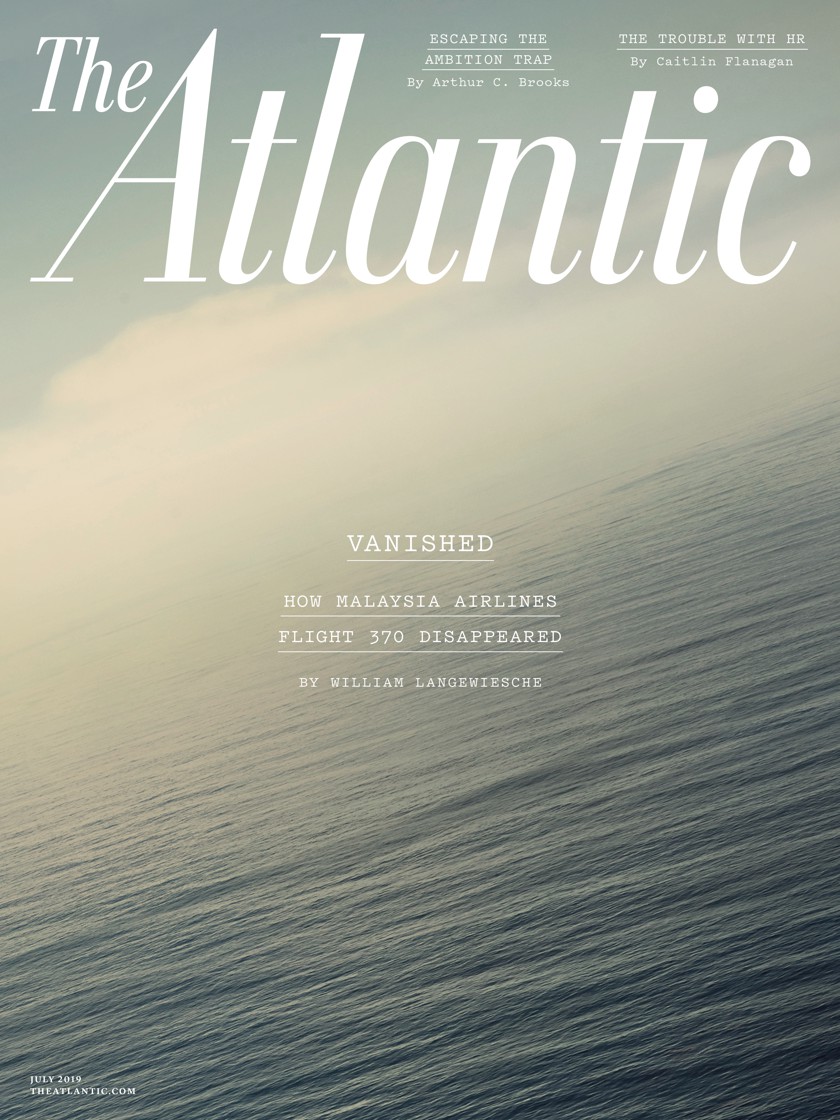 The
Atlantic
ESCAPING THE
AMBITION TRAP
By Arthur C. Brooks
THE TROUBLE WITH HR
By Caitlin Flanagan
VANISHED
HOW MALAYSIA AIRLINES
FLIGHT 370 DISAPPEARED
BY WILLIAM LANGEWIESCHE
JULY 2019
THEATLANTIC.COM